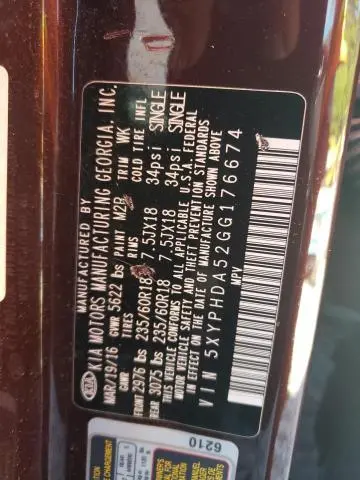 MANUFACTURED BY
KIA MOTORS MANUFACTURING GEORGIA, INC.
MAR/19/16 GVWR 5622 lbs PAINT M2R TRIM WK
GAWR TIRES RMS COLD TIRE INFL
FRONT 2976 lbs 235/60R18 7.5JX18 34psi SINGLE
REAR 3075 lbs 235/60R18 7.5JX18 34psi SINGLE
THIS VEHICLE CONFORMS TO ALL APPLICABLE U.S.A. FEDERAL
MOTOR VEHICLE SAFETY AND THEFT PREVENTION STANDARDS
IN EFFECT ON THE DATE OF MANUFACTURE SHOWN ABOVE
VIN 5XYPHDA52GG176674
MPV
6210